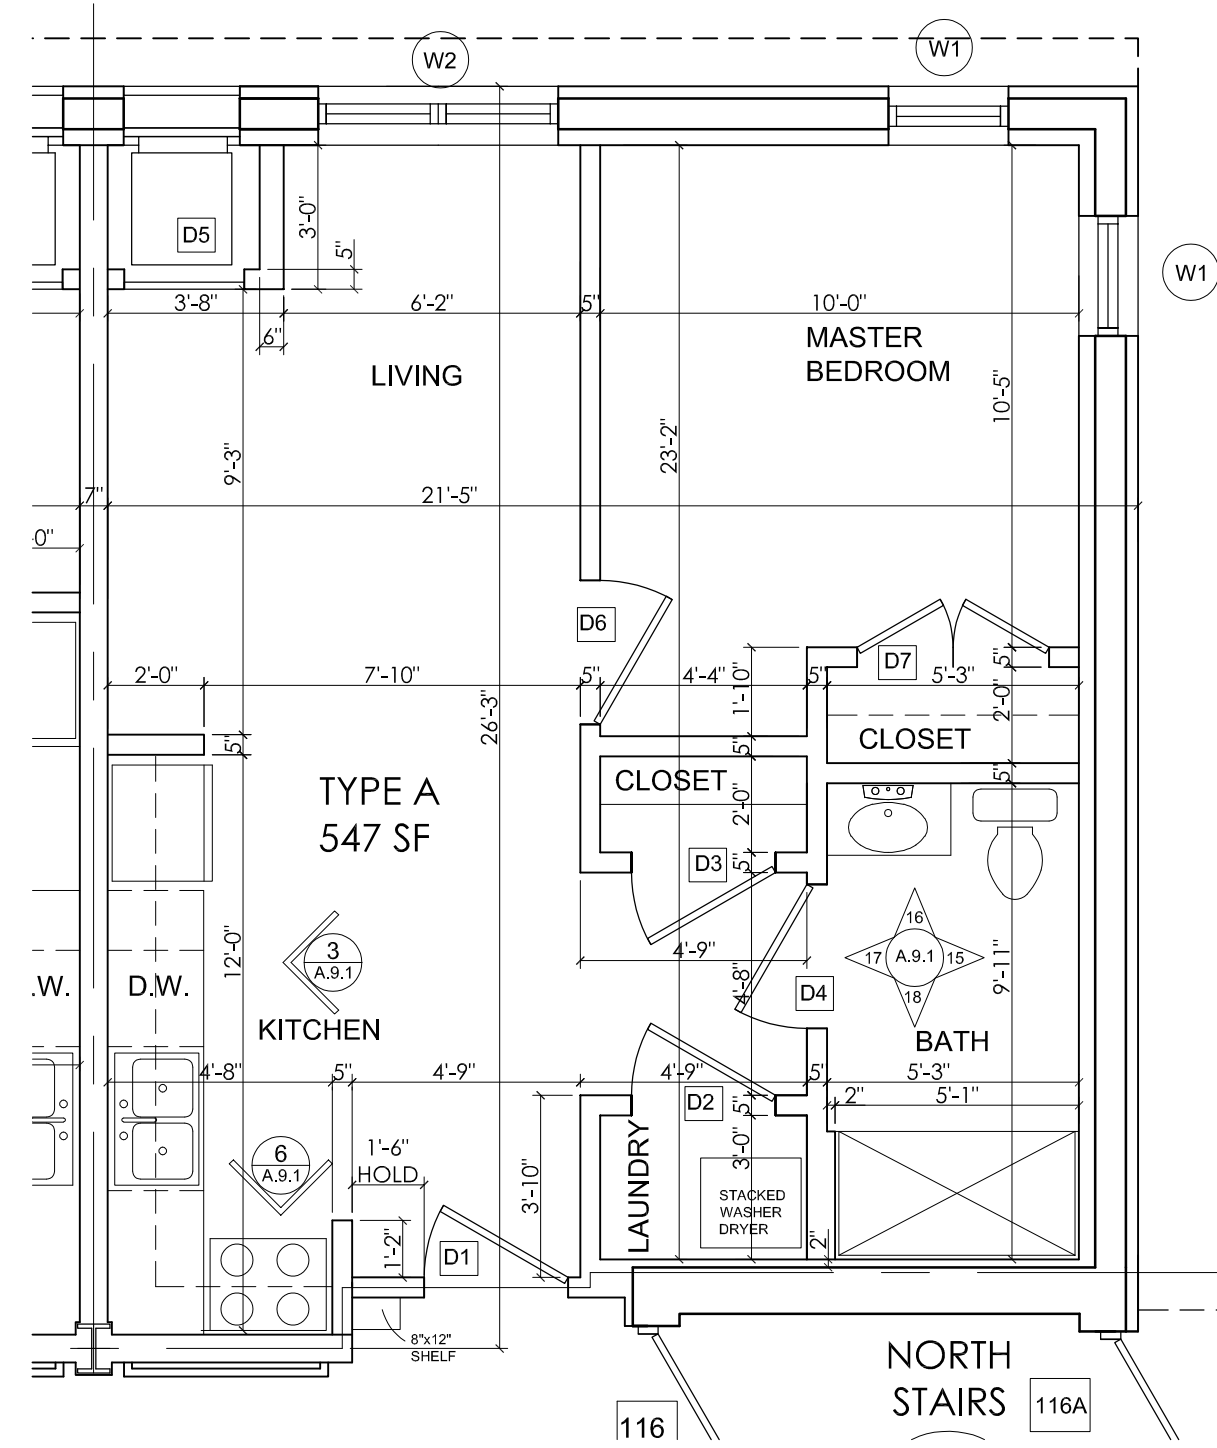 W2
W1
D5
3'-0"
5"
W1
3'-8"
6'-2"
5"
10'-0"
6"
MASTER
BEDROOM
LIVING
10'-5"
23'-2"
9'-3"
7"
21'-5"
-0"
D6
D7
5"
2'-0"
7'-10"
5"
4'-4"
5"
5'-3"
1'-10"
2'-0"
26'-3"
5"
5"
CLOSET
5"
TYPE A
547 SF
CLOSET
2'-0"
D3
5"
16
17
A.9.1
15
18
3
A.9.1
12'-0"
4'-9"
4'-8"
9'-11"
.W.
D.W.
D4
KITCHEN
BATH
4'-8"
5"
4'-9"
4'-9"
5'
5'-3"
D2
5"
2"
5'-1"
6
A.9.1
1'-6"
HOLD
3'-10"
LAUNDRY
3'-0"
STACKED
WASHER
DRYER
1'-2"
D1
2"
8"x12"
SHELF
NORTH
STAIRS
116
116A